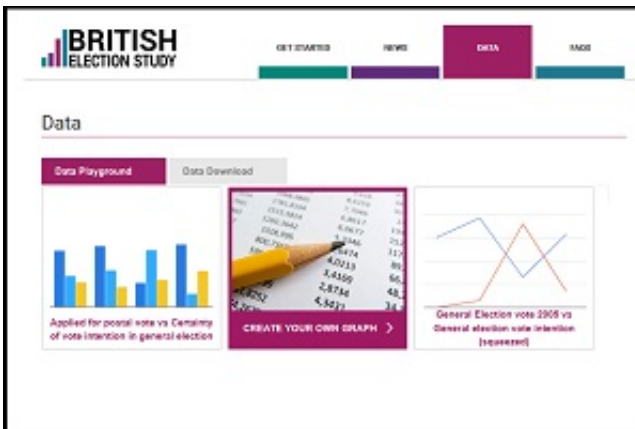 BRITISH
ELECTION STUDY
GET STARTED NEWS DATA FAQS
Data
Data Playground Data Download
Applied for postal vote vs Certainty
of vote intention in general election
CREATE YOUR OWN GRAPH >
General Election vote 2005 vs
General election vote intention
(squeezed)